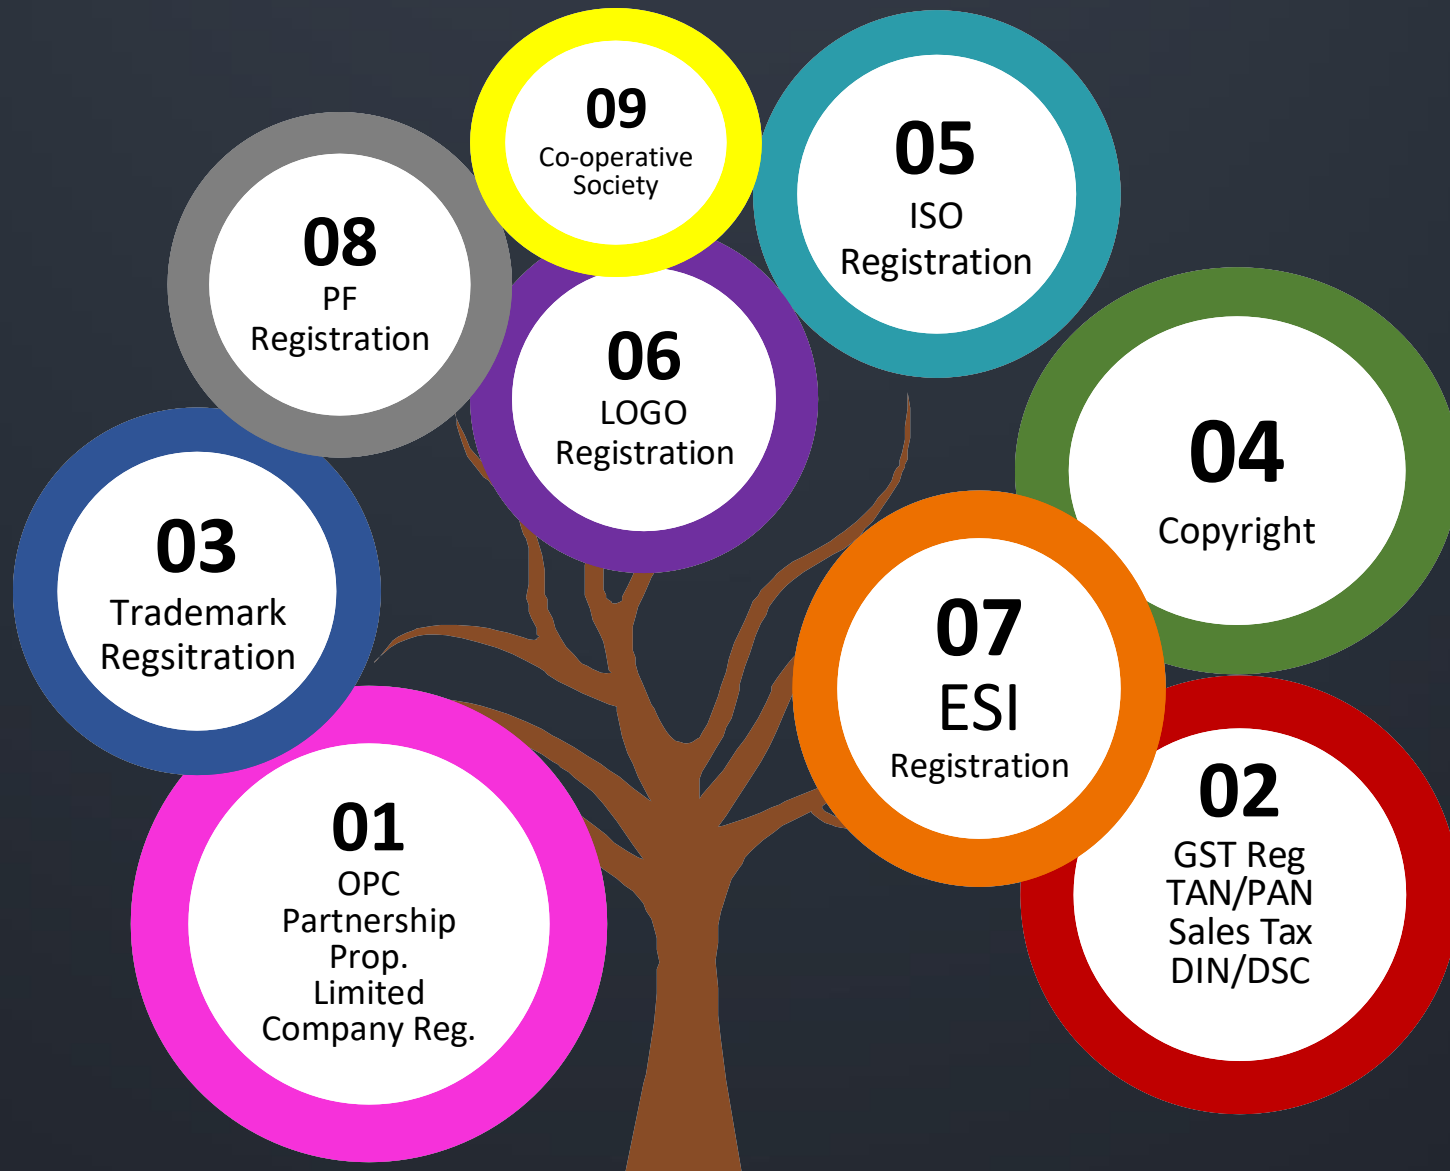 09
Co-operative
Society
05
ISO
Registration
08
PF
Registration
06
LOGO
Registration
04
Copyright
03
Trademark
Regsitration
07
ESI
Registration
01
OPC
Partnership
Prop.
Limited
Company Reg.
02
GST Reg
TAN/PAN
Sales Tax
DIN/DSC